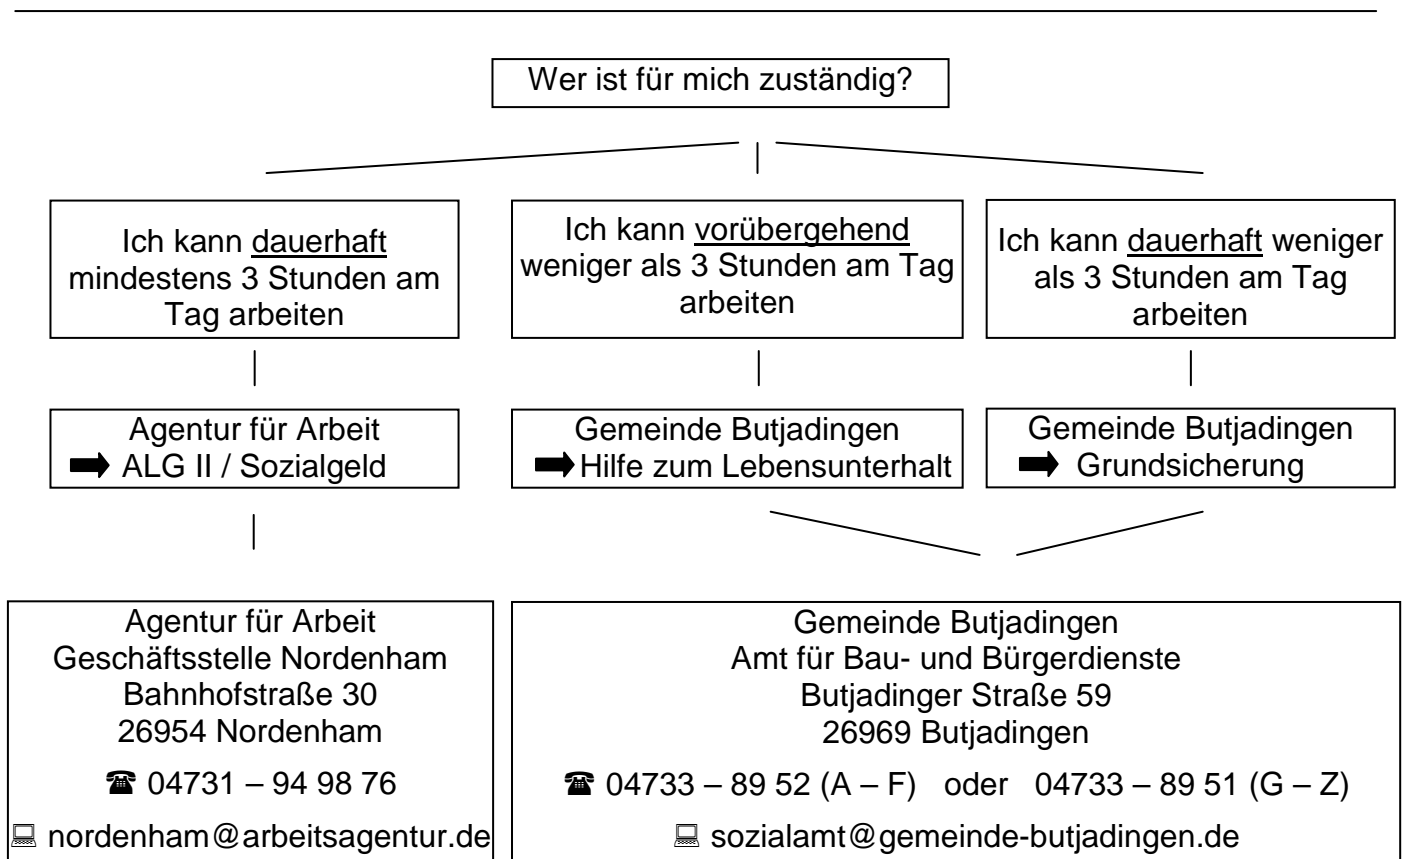 Wer ist für mich zuständig?
Ich kann dauerhaft
mindestens 3 Stunden am
Tag arbeiten
Ich kann vorübergehend
weniger als 3 Stunden am Tag
arbeiten
Ich kann dauerhaft weniger
als 3 Stunden am Tag
arbeiten
Agentur für Arbeit
➡ ALG II / Sozialgeld
Gemeinde Butjadingen
➡ Hilfe zum Lebensunterhalt
Gemeinde Butjadingen
➡ Grundsicherung
Agentur für Arbeit
Geschäftsstelle Nordenham
Bahnhofstraße 30
26954 Nordenham
☎ 04731 – 94 98 76
💻 nordenham@arbeitsagentur.de
Gemeinde Butjadingen
Amt für Bau- und Bürgerdienste
Butjadinger Straße 59
26969 Butjadingen
☎ 04733 – 89 52 (A – F) oder 04733 – 89 51 (G – Z)
💻 sozialamt@gemeinde-butjadingen.de